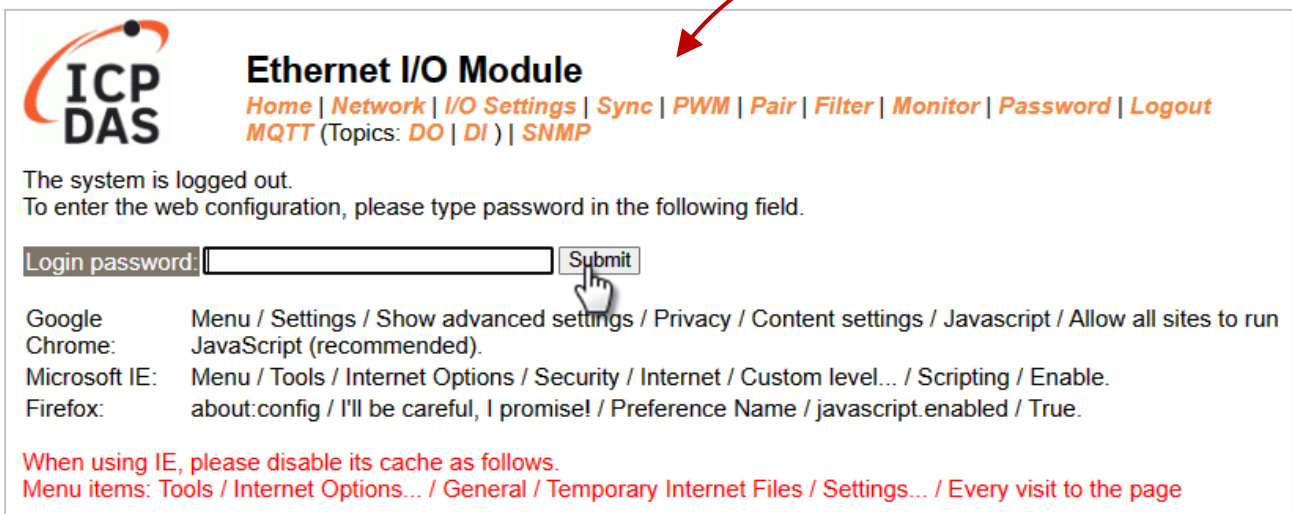 ICP
DAS
Ethernet I/O Module
Home | Network | I/O Settings | Sync | PWM | Pair | Filter | Monitor | Password | Logout
MQTT (Topics: DO | DI ) | SNMP
The system is logged out.
To enter the web configuration, please type password in the following field.
Login password: Submit
Google Chrome: Menu / Settings / Show advanced settings / Privacy / Content settings / Javascript / Allow all sites to run
JavaScript (recommended).
Microsoft IE: Menu / Tools / Internet Options / Security / Internet / Custom level... / Scripting / Enable.
Firefox: about:config / I'll be careful, I promise! / Preference Name / javascript.enabled / True.
When using IE, please disable its cache as follows.
Menu items: Tools / Internet Options... / General / Temporary Internet Files / Settings... / Every visit to the page